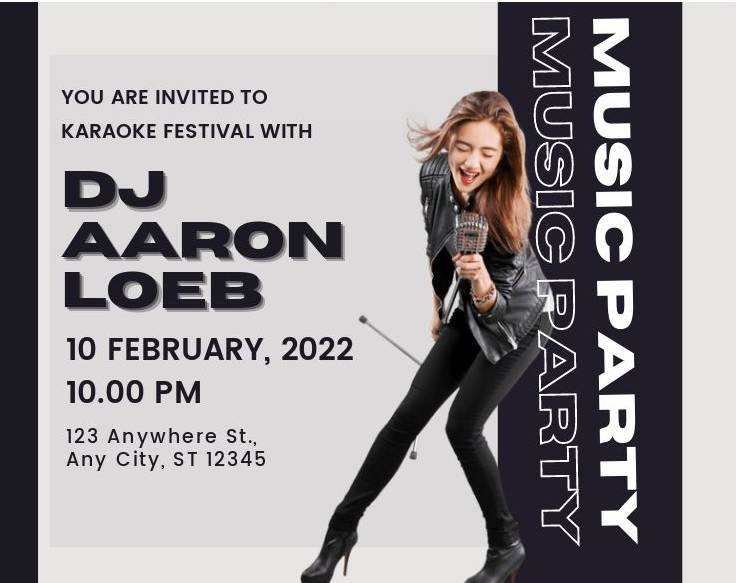 YOU ARE INVITED TO
KARAOKE FESTIVAL WITH
DJ
AARON
LOEB
10 FEBRUARY, 2022
10.00 PM
123 Anywhere St.,
Any City, ST 12345
MUSIC PARTY
MUSIC PARTY